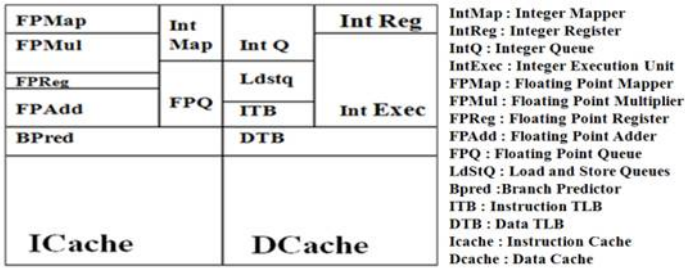 FPMap
Int
Map
Int Reg
FPMul
Int Q
FPReg
Ldstq
FPAdd
FPQ
ITB
Int Exec
BPred
DTB
ICache
DCache
IntMap : Integer Mapper
IntReg : Integer Register
IntQ : Integer Queue
IntExec : Integer Execution Unit
FPMap : Floating Point Mapper
FPMul : Floating Point Multiplier
FPReg : Floating Point Register
FPAdd : Floating Point Adder
FPQ : Floating Point Queue
LdStQ : Load and Store Queues
Bpred :Branch Predictor
ITB : Instruction TLB
DTB : Data TLB
Icache : Instruction Cache
Dcache : Data Cache